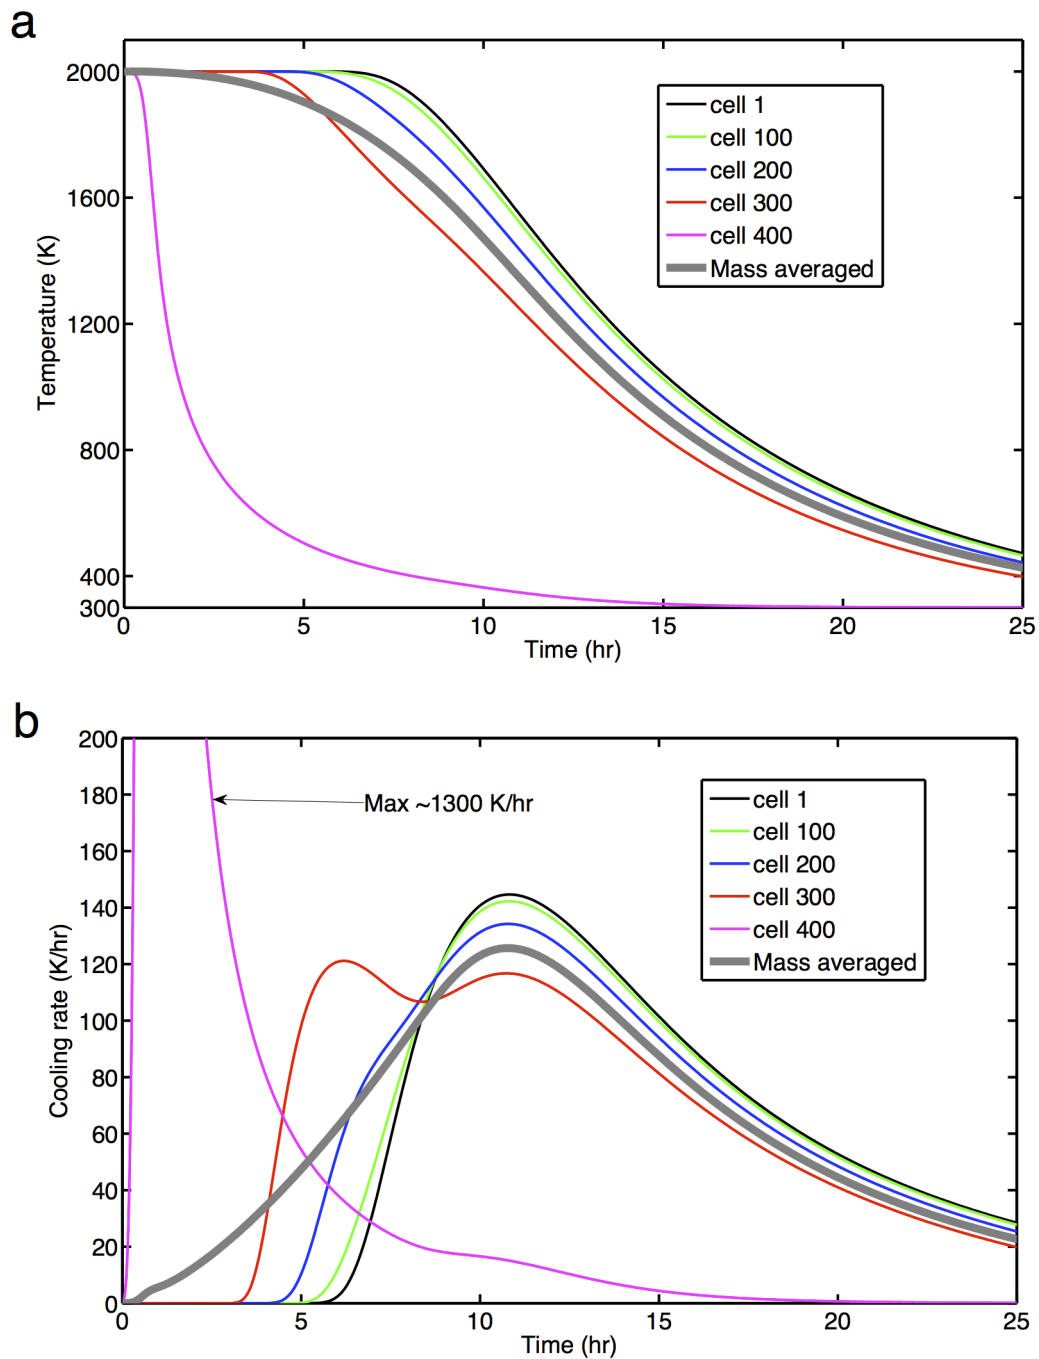 a
2000
1600
1200
800
400
300
Temperature (K)
cell 1
cell 100
cell 200
cell 300
cell 400
Mass averaged
0
5
10
15
20
25
Time (hr)
b
200
180
160
140
120
100
80
60
40
20
0
Cooling rate (K/hr)
Max ~1300 K/hr
cell 1
cell 100
cell 200
cell 300
cell 400
Mass averaged
0
5
10
15
20
25
Time (hr)